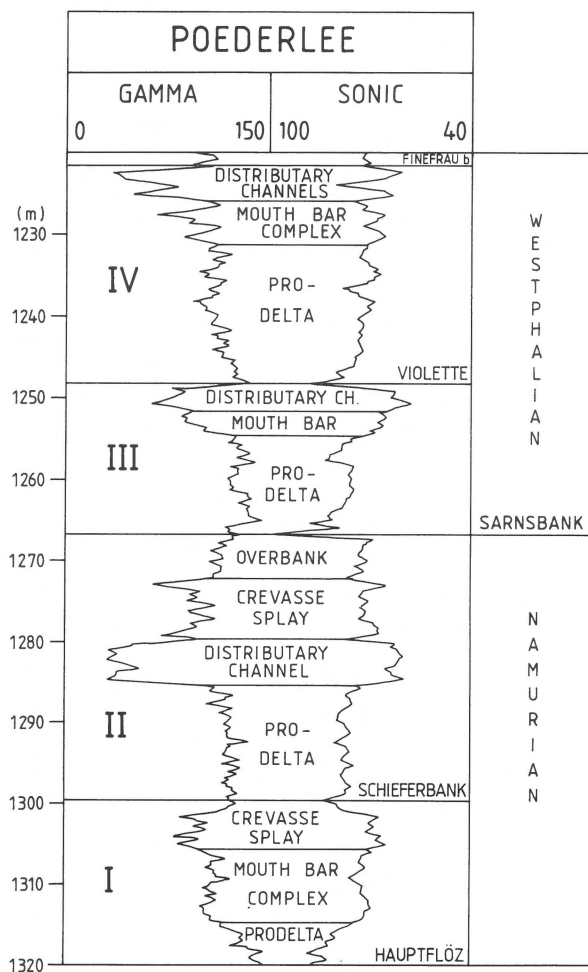 POEDERLEE
GAMMA SONIC
0 150 100 40
FINEFRAU b
DISTRIBUTARY
CHANNELS
(m)
MOUTH BAR
COMPLEX
1230
IV
PRO-
DELTA
1240
VIOLETTE
1250
DISTRIBUTARY CH.
MOUTH BAR
III
1260
PRO-
DELTA
WESTPHALIAN
SARNSBANK
1270
OVERBANK
CREVASSE
SPLAY
1280
DISTRIBUTARY
CHANNEL
II
1290
PRO-
DELTA
SCHIEFERBANK
1300
CREVASSE
SPLAY
I
MOUTH BAR
COMPLEX
1310
PRODELTA
HAUPTFLÖZ
1320
NAMURIAN